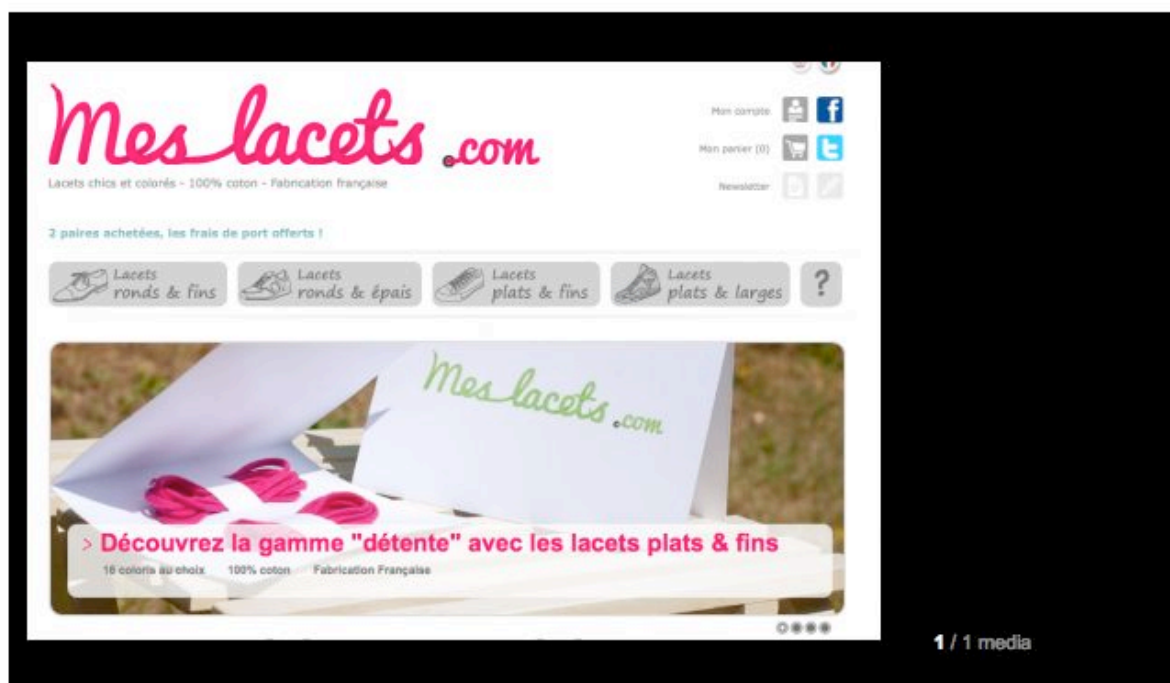 Mes lacets .com
Lacets chics et colorés - 100% coton - Fabrication française
Mon compte
Mon panier (0)
Newsletter
2 paires achetées, les frais de port offerts !
Lacets
ronds & fins
Lacets
ronds & épais
Lacets
plats & fins
Lacets
plats & larges
?
Mes lacets .com
> Découvrez la gamme "détente" avec les lacets plats & fins
16 coloris au choix 100% coton Fabrication Française
1 / 1 media